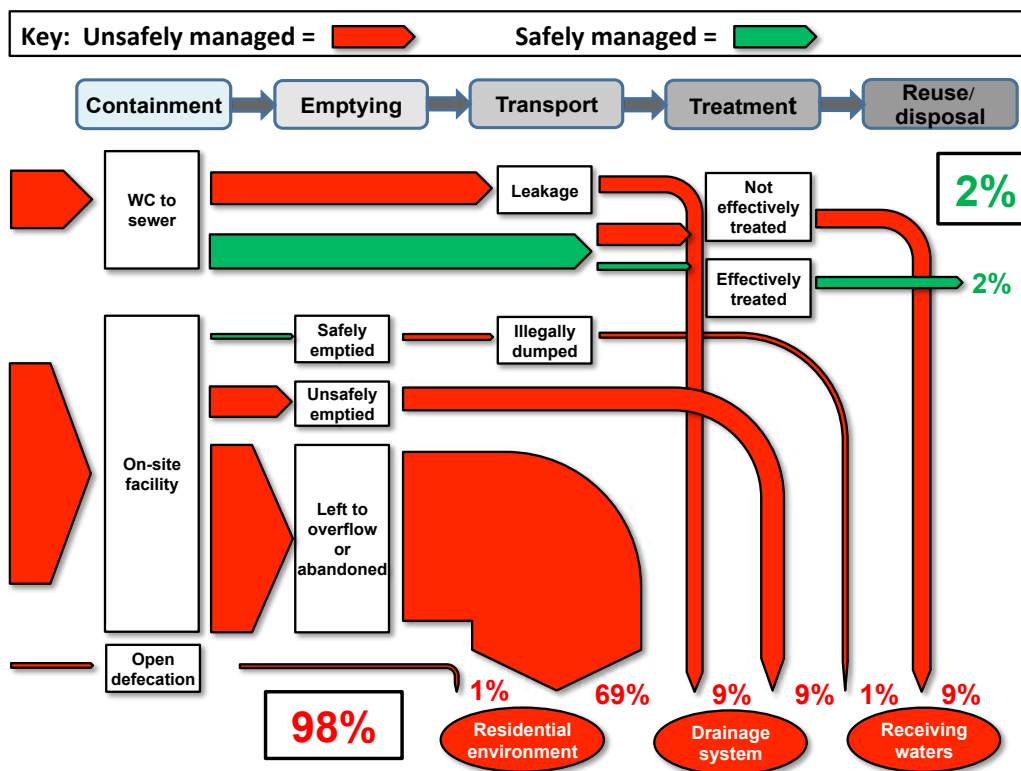 Key: Unsafely managed =
Safely managed =
Containment
Emptying
Transport
Treatment
Reuse/
disposal
WC to
sewer
Leakage
Not
effectively
treated
2%
Effectively
treated
2%
On-site
facility
Safely
emptied
Illegally
dumped
Unsafely
emptied
Left to
overflow
or
abandoned
Open
defecation
98%
1%
69%
9%
9%
1%
9%
Residential
environment
Drainage
system
Receiving
waters